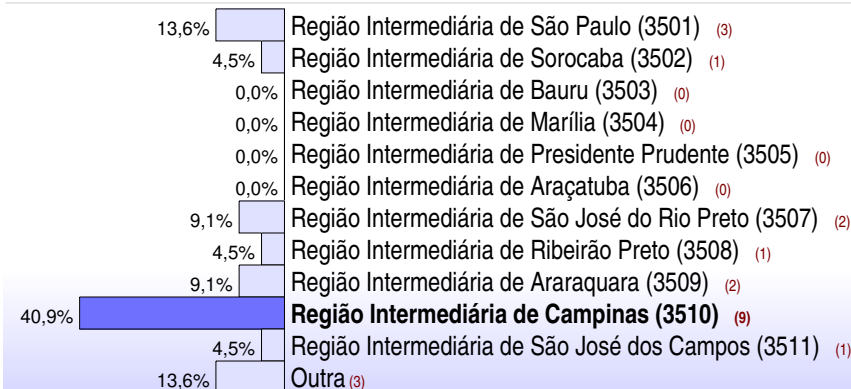 13,6% Região Intermediária de São Paulo (3501) (3)
4,5% Região Intermediária de Sorocaba (3502) (1)
0,0% Região Intermediária de Bauru (3503) (0)
0,0% Região Intermediária de Marília (3504) (0)
0,0% Região Intermediária de Presidente Prudente (3505) (0)
0,0% Região Intermediária de Araçatuba (3506) (0)
9,1% Região Intermediária de São José do Rio Preto (3507) (2)
4,5% Região Intermediária de Ribeirão Preto (3508) (1)
9,1% Região Intermediária de Araraquara (3509) (2)
40,9% Região Intermediária de Campinas (3510) (9)
4,5% Região Intermediária de São José dos Campos (3511) (1)
13,6% Outra (3)